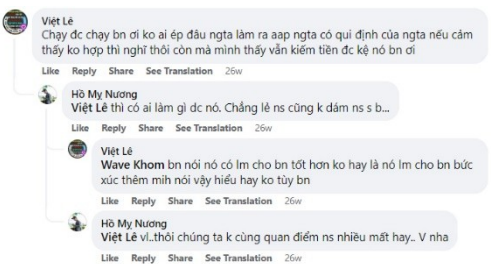 Việt Lê
Chạy đc chạy bn ơi ko ai ép đâu ngta làm ra aap ngta có qui định của ngta nếu cảm
thấy ko hợp thì nghĩ thôi còn mà mình thấy vẫn kiếm tiền đc kệ nó bn ơi
Like Reply Share See Translation 26w
Hồ Mỵ Nương
Việt Lê thì có ai làm gì dc nó. Chẳng lẻ ns cũng k dám ns s b...
Like Reply Share See Translation 26w
Việt Lê
Wave Khom bn nói nó có lm cho bn tốt hơn ko hay là nó lm cho bn bức
xúc thêm mih nói vậy hiểu hay ko tùy bn
Like Reply Share See Translation 26w
Hồ Mỵ Nương
Việt Lê vl..thôi chúng ta k cùng quan điểm ns nhiều mất hay.. V nha
Like Reply Share See Translation 26w